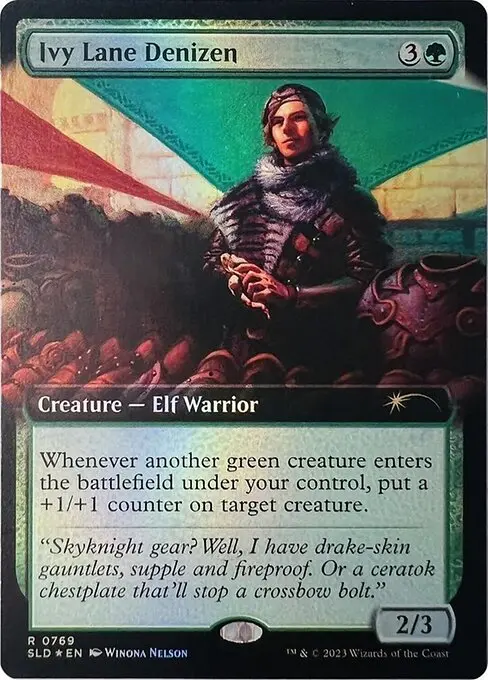 Ivy Lane Denizen 3
Creature — Elf Warrior
Whenever another green creature enters
the battlefield under your control, put a
+1/+1 counter on target creature.
“Skyknight gear? Well, I have drake-skin
gauntlets, supple and fireproof. Or a ceratok
chestplate that’ll stop a crossbow bolt.”
2/3
R 0769
SLD ★ EN Winona Nelson
™ & © 2023 Wizards of the Coast